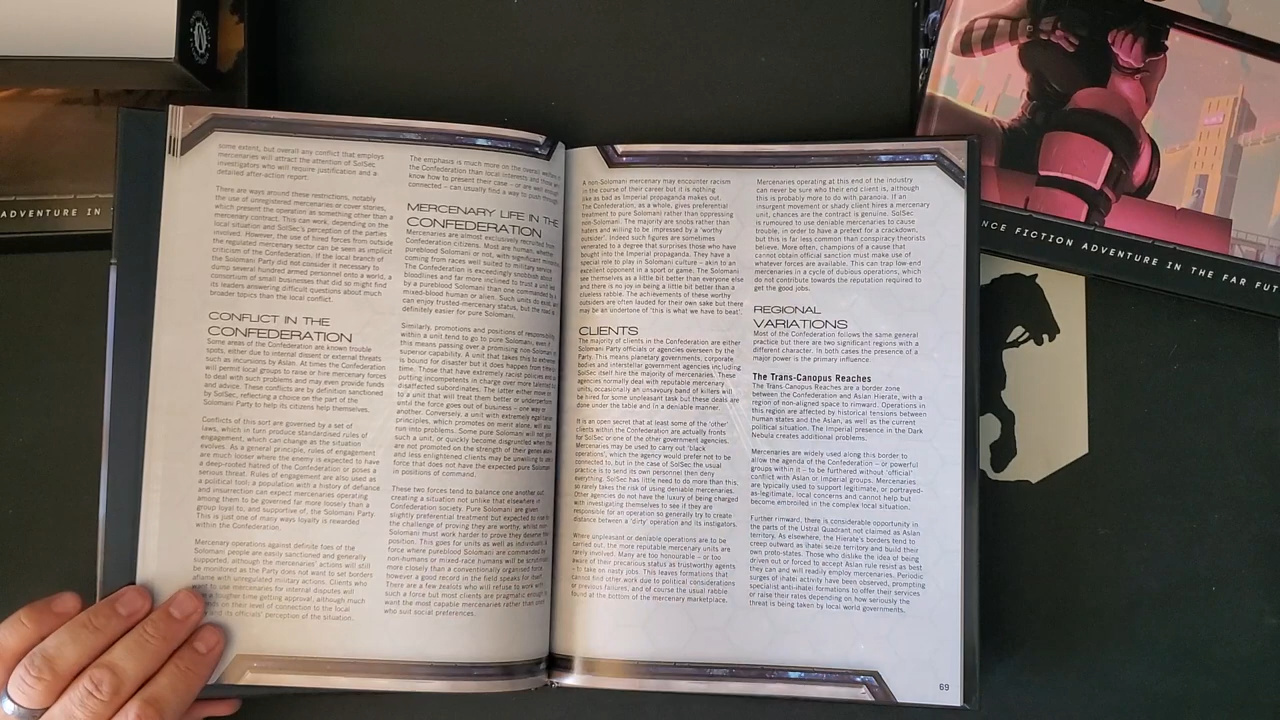 ADVENTURE IN
some extent, but overall any conflict that employs
mercenaries will attract the attention of SolSec
investigators who will require justification and a
detailed after-action report.
There are ways around these restrictions, notably
the use of unregistered mercenaries or cover stories,
which present the operation as something other than a
mercenary contract. This can work, depending on the
local situation and SolSec's perception of the parties
involved. However, the use of hired forces from outside
the regulated mercenary sector can be seen as implicit
criticism of the Confederation. If the local branch of
the Solomani Party did not consider it necessary to
dump several hundred armed personnel onto a world, a
consortium of small businesses that did so might find
its leaders answering difficult questions about much
broader topics than the local conflict.
CONFLICT IN THE
CONFEDERATION
Some areas of the Confederation are known trouble
spots, either due to internal dissent or external threats
such as incursions by Aslan. At times the Confederation
will permit local groups to raise or hire mercenary forces
to deal with such problems and may even provide funds
and advice. These conflicts are by definition sanctioned
by SolSec, reflecting a choice on the part of the
Solomani Party to help its citizens help themselves.
Conflicts of this sort are governed by a set of
laws, which in turn produce standardised rules of
engagement, which can change as the situation
evolves. As a general principle, rules of engagement
are much looser where the enemy is expected to have
a deep-rooted hatred of the Confederation or poses a
serious threat. Rules of engagement are also used as
a political tool; a population with a history of defiance
and insurrection can expect mercenaries operating
among them to be governed far more loosely than a
group loyal to, and supportive of, the Solomani Party
This is just one of many ways loyalty is rewarded
within the Confederation.
Mercenary operations against definite foes of the
Solomani people are easily sanctioned and generally
supported, although the mercenaries' actions will still
be monitored as the Party does not want to set borders
aflame with unregulated military actions. Clients who
want to use mercenaries for internal disputes will
a tougher time getting approval, although much
on their level of connection to the local
and its officials' perception of the situation.
The emphasis is much more on the overall welfare
the Confederation than local interests and those
know how to present their case – or are well enough
connected – can usually find a way to push through
MERCENARY LIFE IN THE
CONFEDERATION
Mercenaries are almost exclusively recruited from
Confederation citizens. Most are human, whether
pureblood Solomani or not, with significant
coming from races well suited to military service
The Confederation is exceedingly snobbish about
bloodlines and far more inclined to trust a unit led
by a pureblood Solomani than one commanded by
mixed-blood human or alien. Such units do exist, and
can enjoy trusted-mercenary status, but the road is
definitely easier for pure Solomani.
Similarly, promotions and positions of responsibility
within a unit tend to go to pure Solomani, even if
this means passing over a promising non-Solomani
superior capability. A unit that takes this to extreme
is bound for disaster but it does happen from time to
time. Those that have extremely racist policies end
putting incompetents in charge over more talented
disaffected subordinates. The latter either move on
to a unit that will treat them better or underperform
until the force goes out of business – one way or
another. Conversely, a unit with extremely egalitarian
principles, which promotes on merit alone, will also
run into problems. Some pure Solomani will not join
such a unit, or quickly become disgruntled when they
are not promoted on the strength of their genes alone
and less enlightened clients may be unwilling to
force that does not have the expected pure Solomani
in positions of command.
These two forces tend to balance one another out,
creating a situation not unlike that elsewhere in
Confederation society. Pure Solomani are given
slightly preferential treatment but expected to rise to
the challenge of proving they are worthy, whilst non-
Solomani must work harder to prove they deserve the
position. This goes for units as well as individuals. A
force where pureblood Solomani are commanded by
non-humans or mixed-race humans will be scrutinised
more closely than a conventionally organised force,
however a good record in the field speaks for itself.
There are a few zealots who will refuse to work with
such a force but most clients are pragmatic enough to
want the most capable mercenaries rather than ones
who suit social preferences.
A non-Solomani mercenary may encounter racism
in the course of their career but it is nothing
like as bad as Imperial propaganda makes out.
The Confederation, as a whole, gives preferential
treatment to pure Solomani rather than oppressing
non-Solomani. The majority are snobs rather than
haters and willing to be impressed by a 'worthy
outsider'. Indeed such figures are sometimes
venerated to a degree that surprises those who have
bought into the Imperial propaganda. They have a
special role to play in Solomani culture – akin to an
excellent opponent in a sport or game. The Solomani
see themselves as a little bit better than everyone else
and there is no joy in being a little bit better than a
clueless rabble. The achievements of these worthy
outsiders are often lauded for their own sake but there
may be an undertone of 'this is what we have to beat'.
CLIENTS
The majority of clients in the Confederation are either
Solomani Party officials or agencies overseen by the
Party. This means planetary governments, corporate
bodies and interstellar government agencies including
SolSec itself hire the majority of mercenaries. These
agencies normally deal with reputable mercenary
units, occasionally an unsavoury band of killers will
be hired for some unpleasant task but these deals are
done under the table and in a deniable manner.
It is an open secret that at least some of the 'other'
clients within the Confederation are actually fronts
for SolSec or one of the other government agencies.
Mercenaries may be used to carry out 'black
operations', which the agency would prefer not to be
connected to, but in the case of SolSec the usual
practice is to send its own personnel then deny
everything. SolSec has little need to do more than this,
so rarely takes the risk of using deniable mercenaries.
Other agencies do not have the luxury of being charged
with investigating themselves to see if they are
responsible for an operation so generally try to create
distance between a 'dirty' operation and its instigators.
Where unpleasant or deniable operations are to be
carried out, the more reputable mercenary units are
rarely involved. Many are too honourable – or too
aware of their precarious status as trustworthy agents
– to take on nasty jobs. This leaves formations that
cannot find other work due to political considerations
or previous failures, and of course the usual rabble
found at the bottom of the mercenary marketplace.
Mercenaries operating at this end of the industry
can never be sure who their end client is, although
this is probably more to do with paranoia. If an
insurgent movement or shady client hires a mercenary
unit, chances are the contract is genuine. SolSec
is rumoured to use deniable mercenaries to cause
trouble, in order to have a pretext for a crackdown,
but this is far less common than conspiracy theorists
believe. More often, champions of a cause that
cannot obtain official sanction must make use of
whatever forces are available. This can trap low-end
mercenaries in a cycle of dubious operations, which
do not contribute towards the reputation required to
get the good jobs.
REGIONAL
VARIATIONS
Most of the Confederation follows the same general
practice but there are two significant regions with a
different character. In both cases the presence of a
major power is the primary influence.
The Trans-Canopus Reaches
The Trans-Canopus Reaches are a border zone
between the Confederation and Aslan Hierate, with a
region of non-aligned space to rimward. Operations in
this region are affected by historical tensions between
human states and the Aslan, as well as the current
political situation. The Imperial presence in the Dark
Nebula creates additional problems.
Mercenaries are widely used along this border to
allow the agenda of the Confederation – or powerful
groups within it – to be furthered without 'official'
conflict with Aslan or Imperial groups. Mercenaries
are typically used to support legitimate, or portrayed-
as-legitimate, local concerns and cannot help but
become embroiled in the complex local situation.
Further rimward, there is considerable opportunity in
the parts of the Ustral Quadrant not claimed as Aslan
territory. As elsewhere, the Hierate's borders tend to
creep outward as ihatei seize territory and build their
own proto-states. Those who dislike the idea of being
driven out or forced to accept Aslan rule resist as best
they can and will readily employ mercenaries. Periodic
surges of ihatei activity have been observed, prompting
specialist anti-ihatei formations to offer their services
or raise their rates depending on how seriously the
threat is being taken by local world governments.
69
NCE FICTION ADVENTURE IN THE FAR FUT